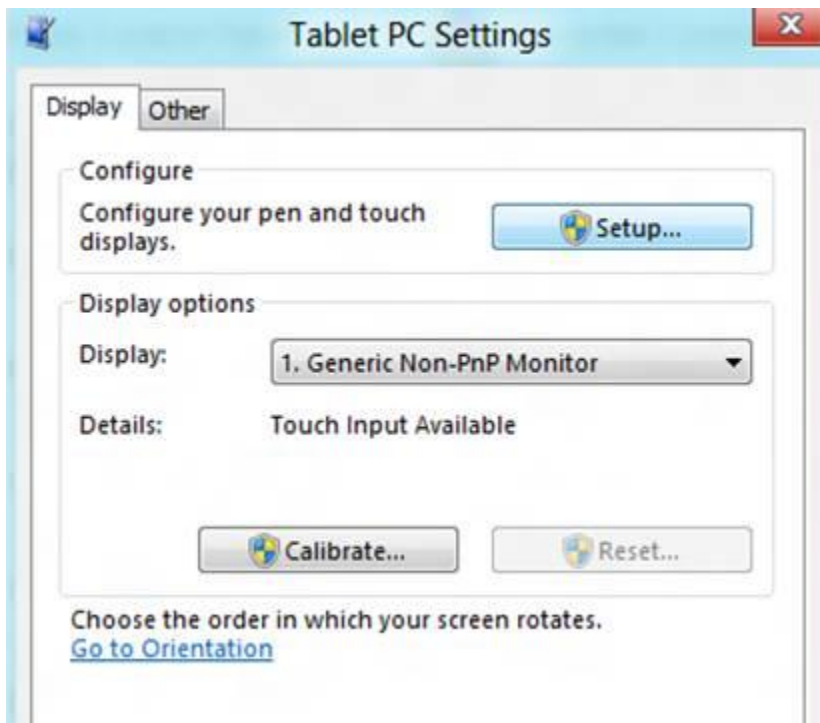 Tablet PC Settings
Display Other
Configure
Configure your pen and touch
displays.
Setup...
Display options
Display: 1. Generic Non-PnP Monitor
Details: Touch Input Available
Calibrate... Reset...
Choose the order in which your screen rotates.
Go to Orientation